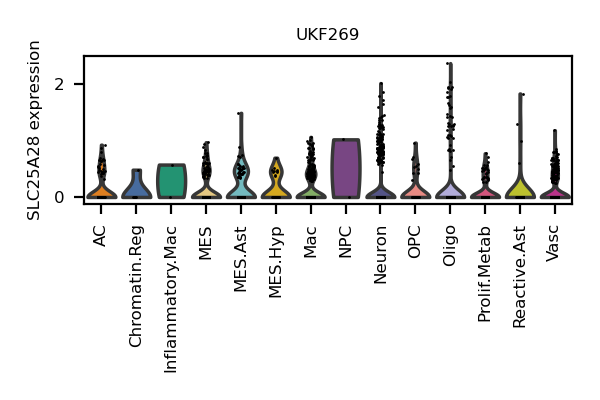 UKF269
SLC25A28 expression
2
0
AC
Chromatin.Reg
Inflammatory.Mac
MES
MES.Ast
MES.Hyp
Mac
NPC
Neuron
OPC
Oligo
Prolif.Metab
Reactive.Ast
Vasc